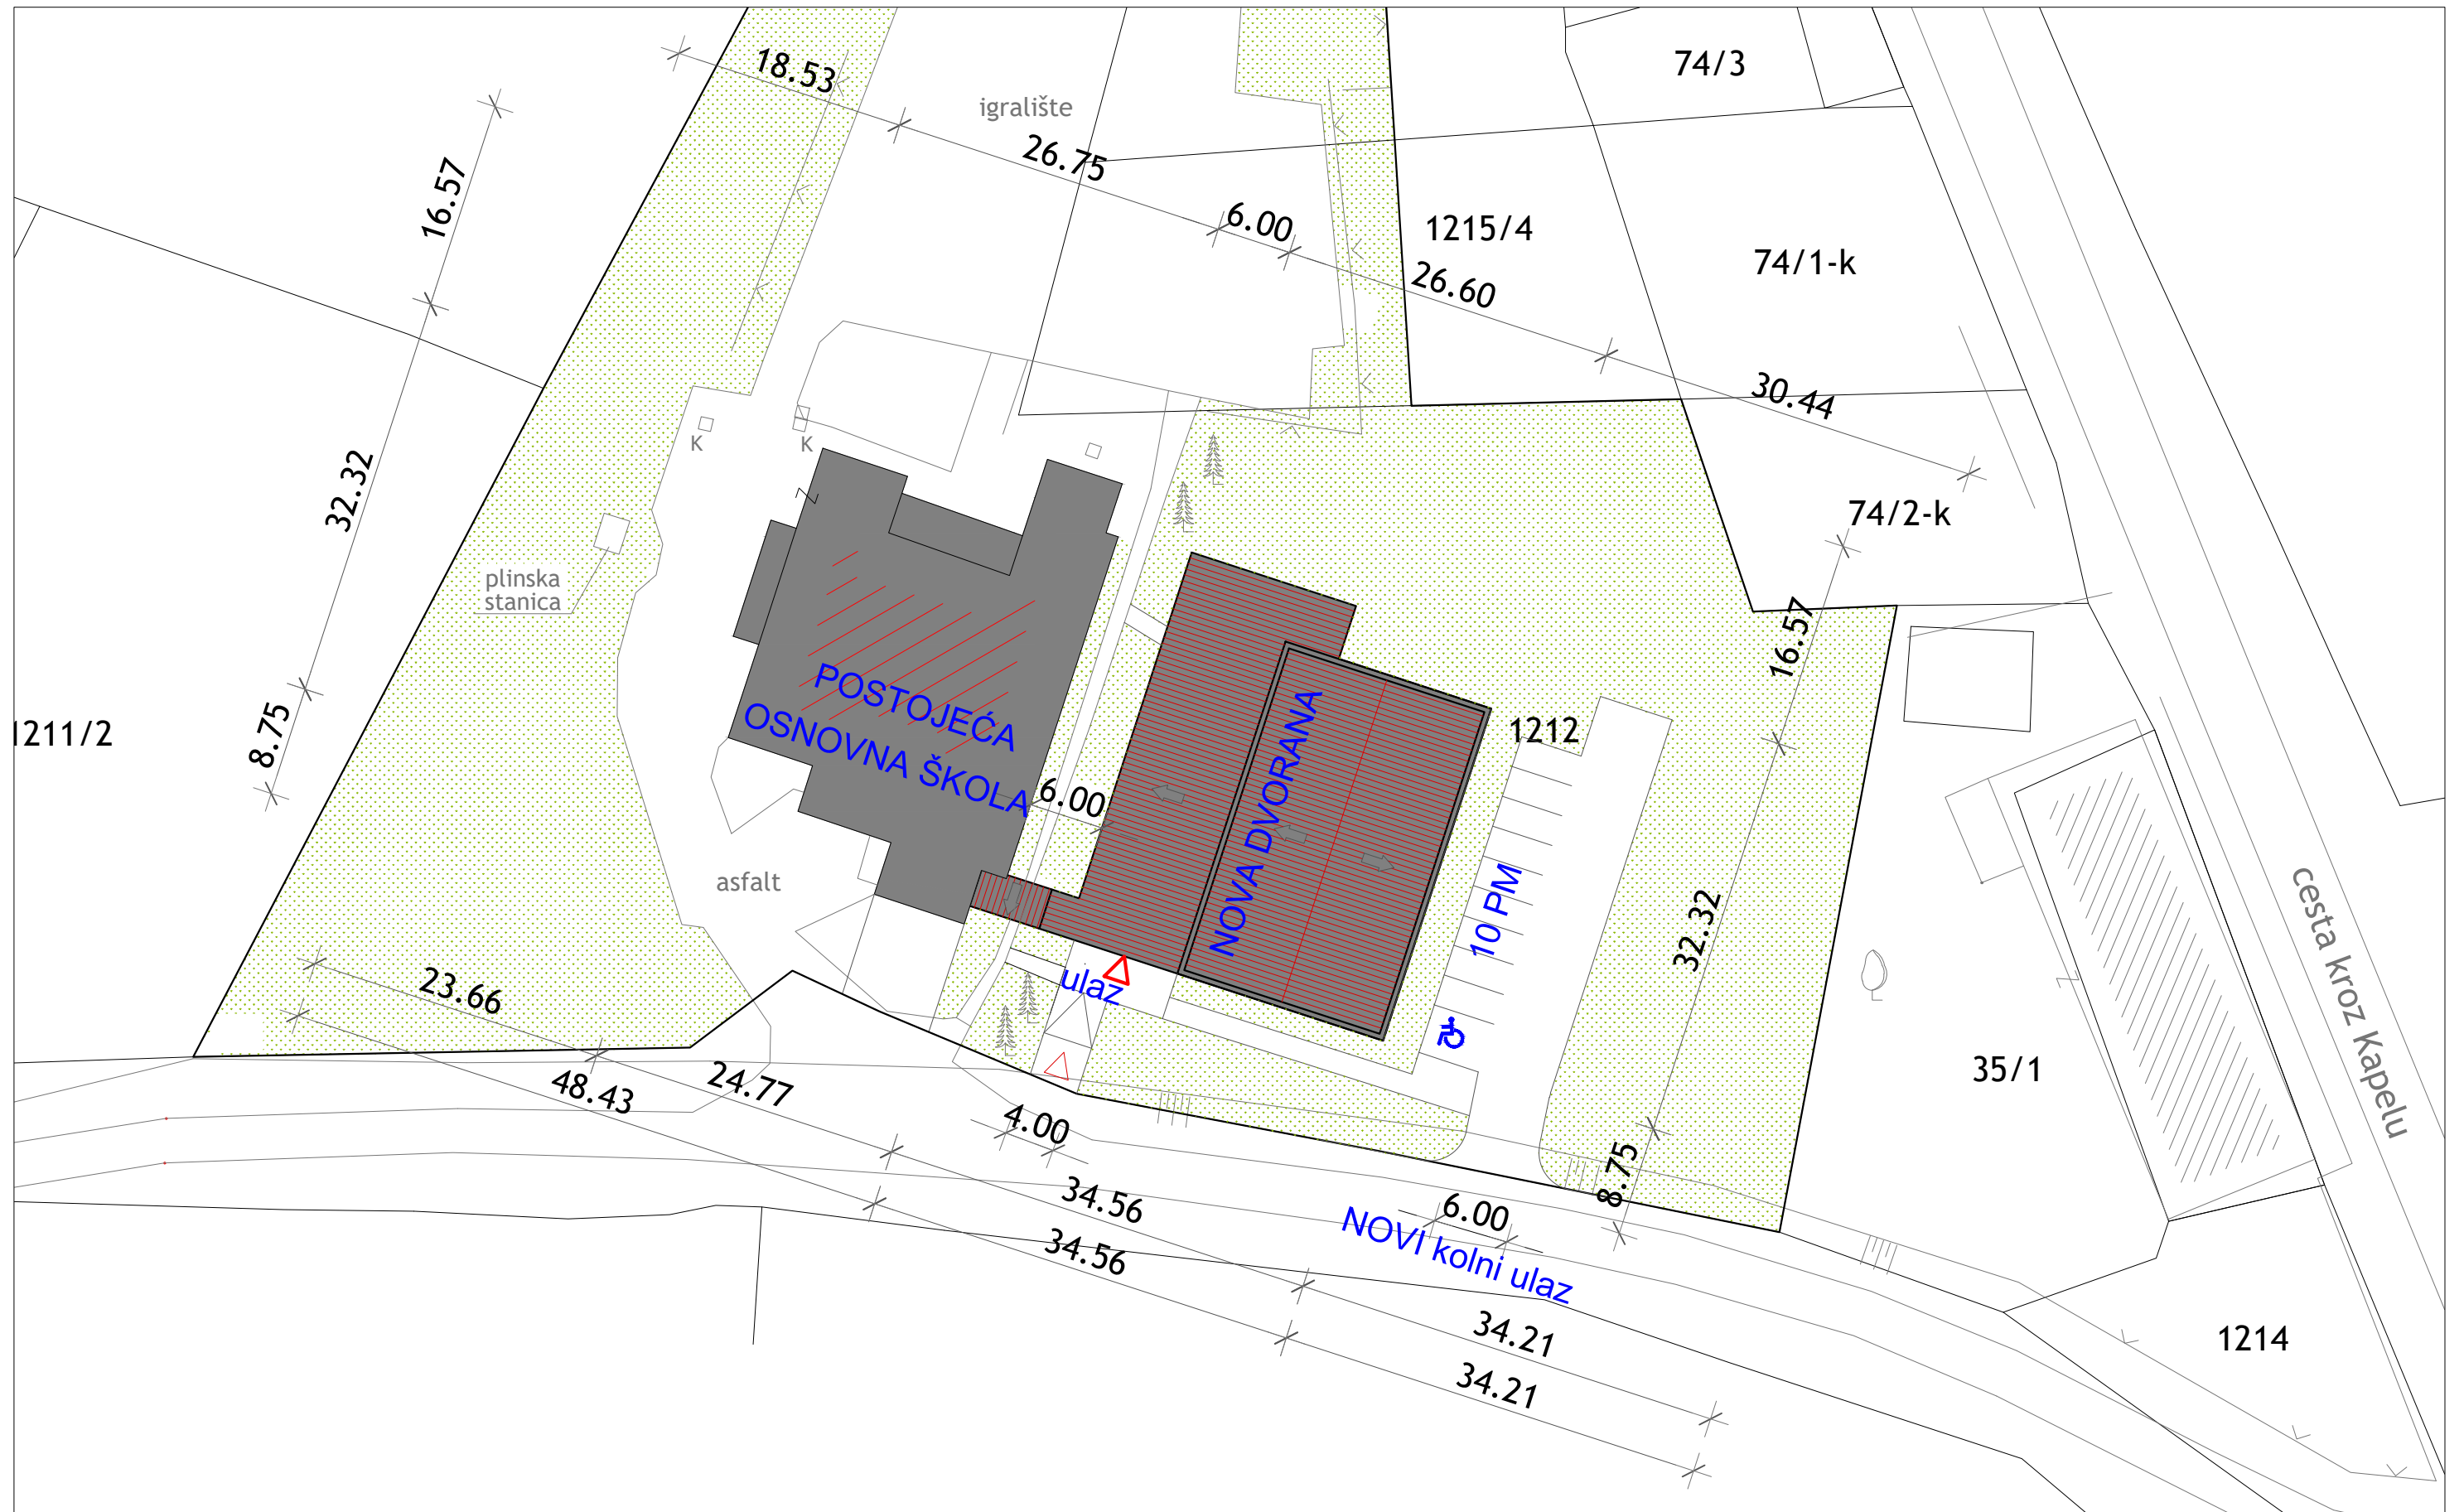 18.53
74/3
igralište
26.75
16.57
6.00
1215/4
74/1-k
26.60
30.44
K
K
32.32
74/2-k
plinska
stanica
16.57
POSTOJEĆA
OSNOVNA ŠKOLA
8.75
1211/2
NOVA DVORANA
1212
6.00
asfalt
10 PM
32.32
cesta kroz Kapelu
23.66
ulaz
48.43
24.77
35/1
4.00
8.75
34.56
6.00
NOVI kolni ulaz
34.56
34.21
1214
34.21